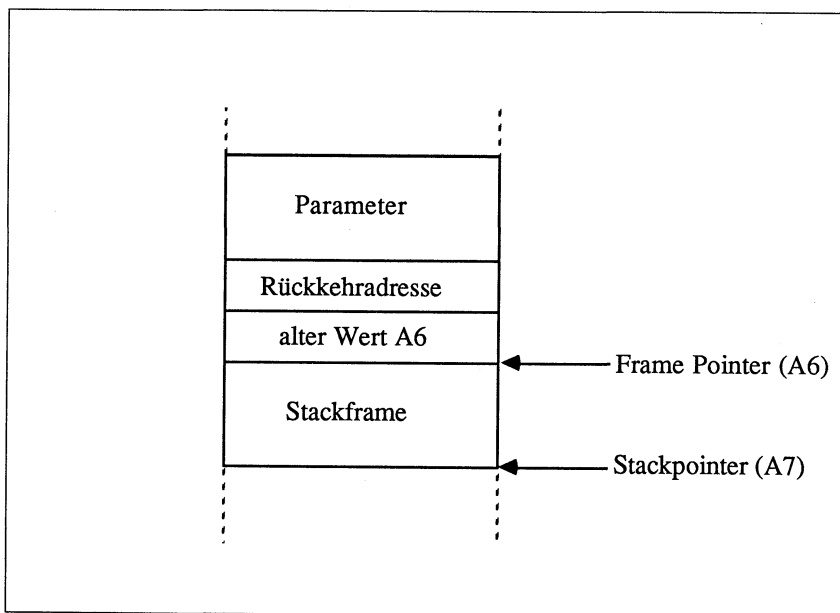 Parameter
Rückkehradresse
alter Wert A6
Frame Pointer (A6)
Stackframe
Stackpointer (A7)